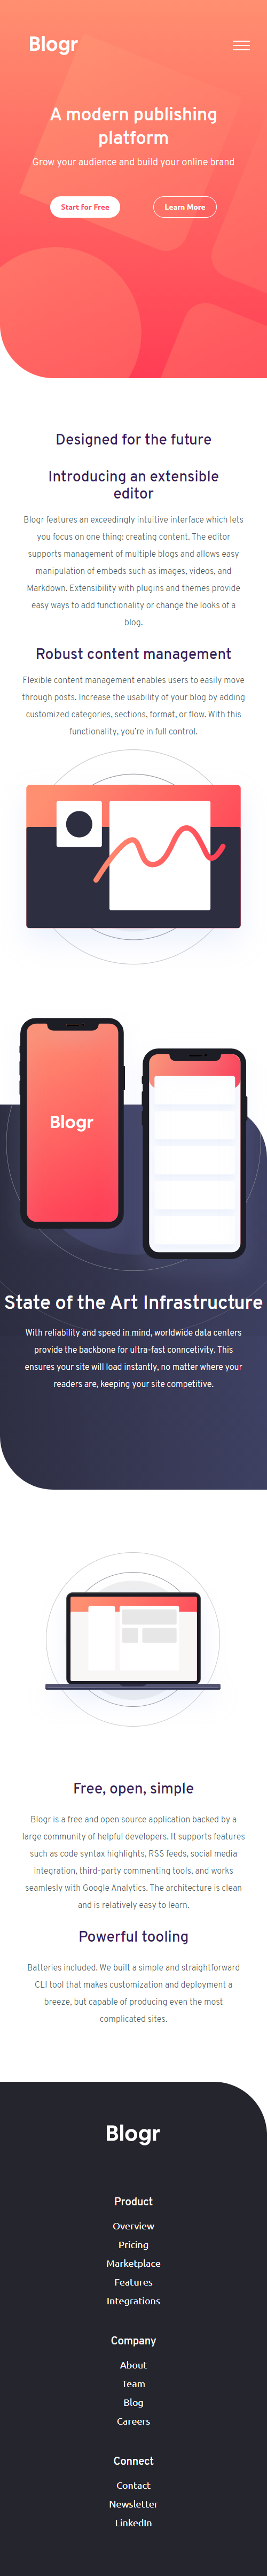 Blogr
A modern publishing
platform
Grow your audience and build your online brand
Start for Free
Learn More
Designed for the future
Introducing an extensible
editor
Blogr features an exceedingly intuitive interface which lets
you focus on one thing: creating content. The editor
supports management of multiple blogs and allows easy
manipulation of embeds such as images, videos, and
Markdown. Extensibility with plugins and themes provide
easy ways to add functionality or change the looks of a
blog.
Robust content management
Flexible content management enables users to easily move
through posts. Increase the usability of your blog by adding
customized categories, sections, format, or flow. With this
functionality, you're in full control.
Blogr
State of the Art Infrastructure
With reliability and speed in mind, worldwide data centers
provide the backbone for ultra-fast conncetivity. This
ensures your site will load instantly, no matter where your
readers are, keeping your site competitive.
Free, open, simple
Blogr is a free and open source application backed by a
large community of helpful developers. It supports features
such as code syntax highlights, RSS feeds, social media
integration, third-party commenting tools, and works
seamlesly with Google Analytics. The architecture is clean
and is relatively easy to learn.
Powerful tooling
Batteries included. We built a simple and straightforward
CLI tool that makes customization and deployment a
breeze, but capable of producing even the most
complicated sites.
Blogr
Product
Overview
Pricing
Marketplace
Features
Integrations
Company
About
Team
Blog
Careers
Connect
Contact
Newsletter
LinkedIn